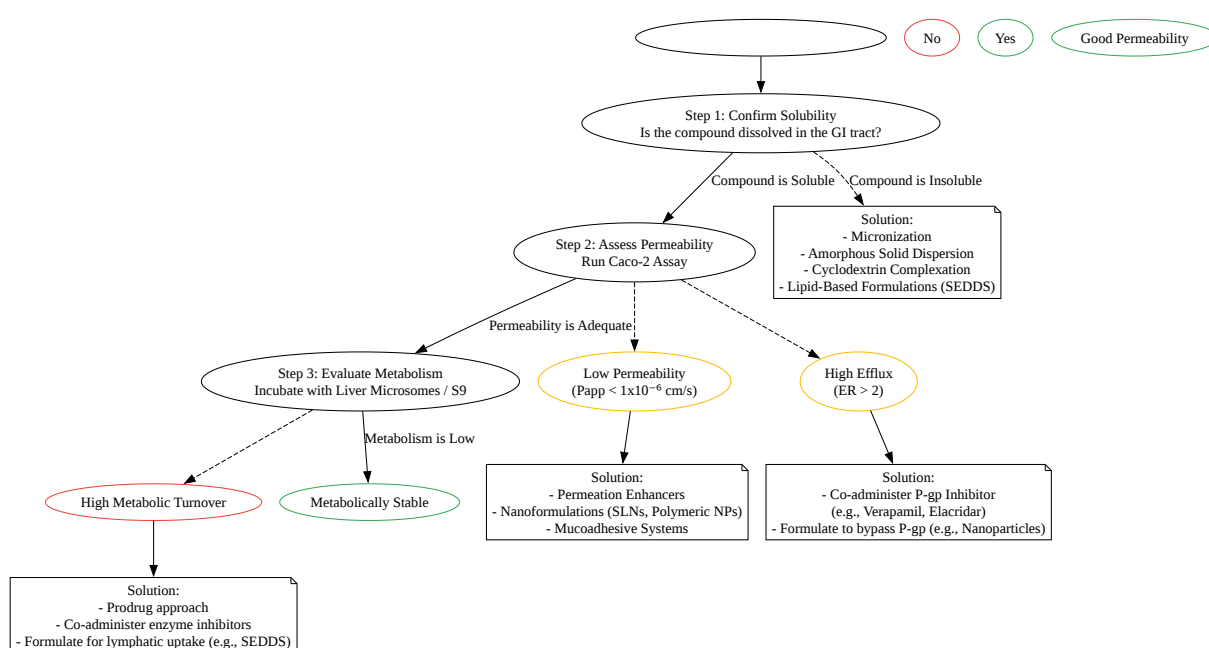 No
Yes
Good Permeability
Step 1: Confirm Solubility
Is the compound dissolved in the GI tract?
Compound is Soluble
Compound is Insoluble
Solution:
- Micronization
- Amorphous Solid Dispersion
- Cyclodextrin Complexation
- Lipid-Based Formulations (SEDDS)
Step 2: Assess Permeability
Run Caco-2 Assay
Permeability is Adequate
Step 3: Evaluate Metabolism
Incubate with Liver Microsomes / S9
Low Permeability
(Papp < 1x10⁻⁶ cm/s)
High Efflux
(ER > 2)
Metabolism is Low
High Metabolic Turnover
Metabolically Stable
Solution:
- Permeation Enhancers
- Nanoformulations (SLNs, Polymeric NPs)
- Mucoadhesive Systems
Solution:
- Co-administer P-gp Inhibitor
(e.g., Verapamil, Elacridar)
- Formulate to bypass P-gp (e.g., Nanoparticles)
Solution:
- Prodrug approach
- Co-administer enzyme inhibitors
- Formulate for lymphatic uptake (e.g., SEDDS)